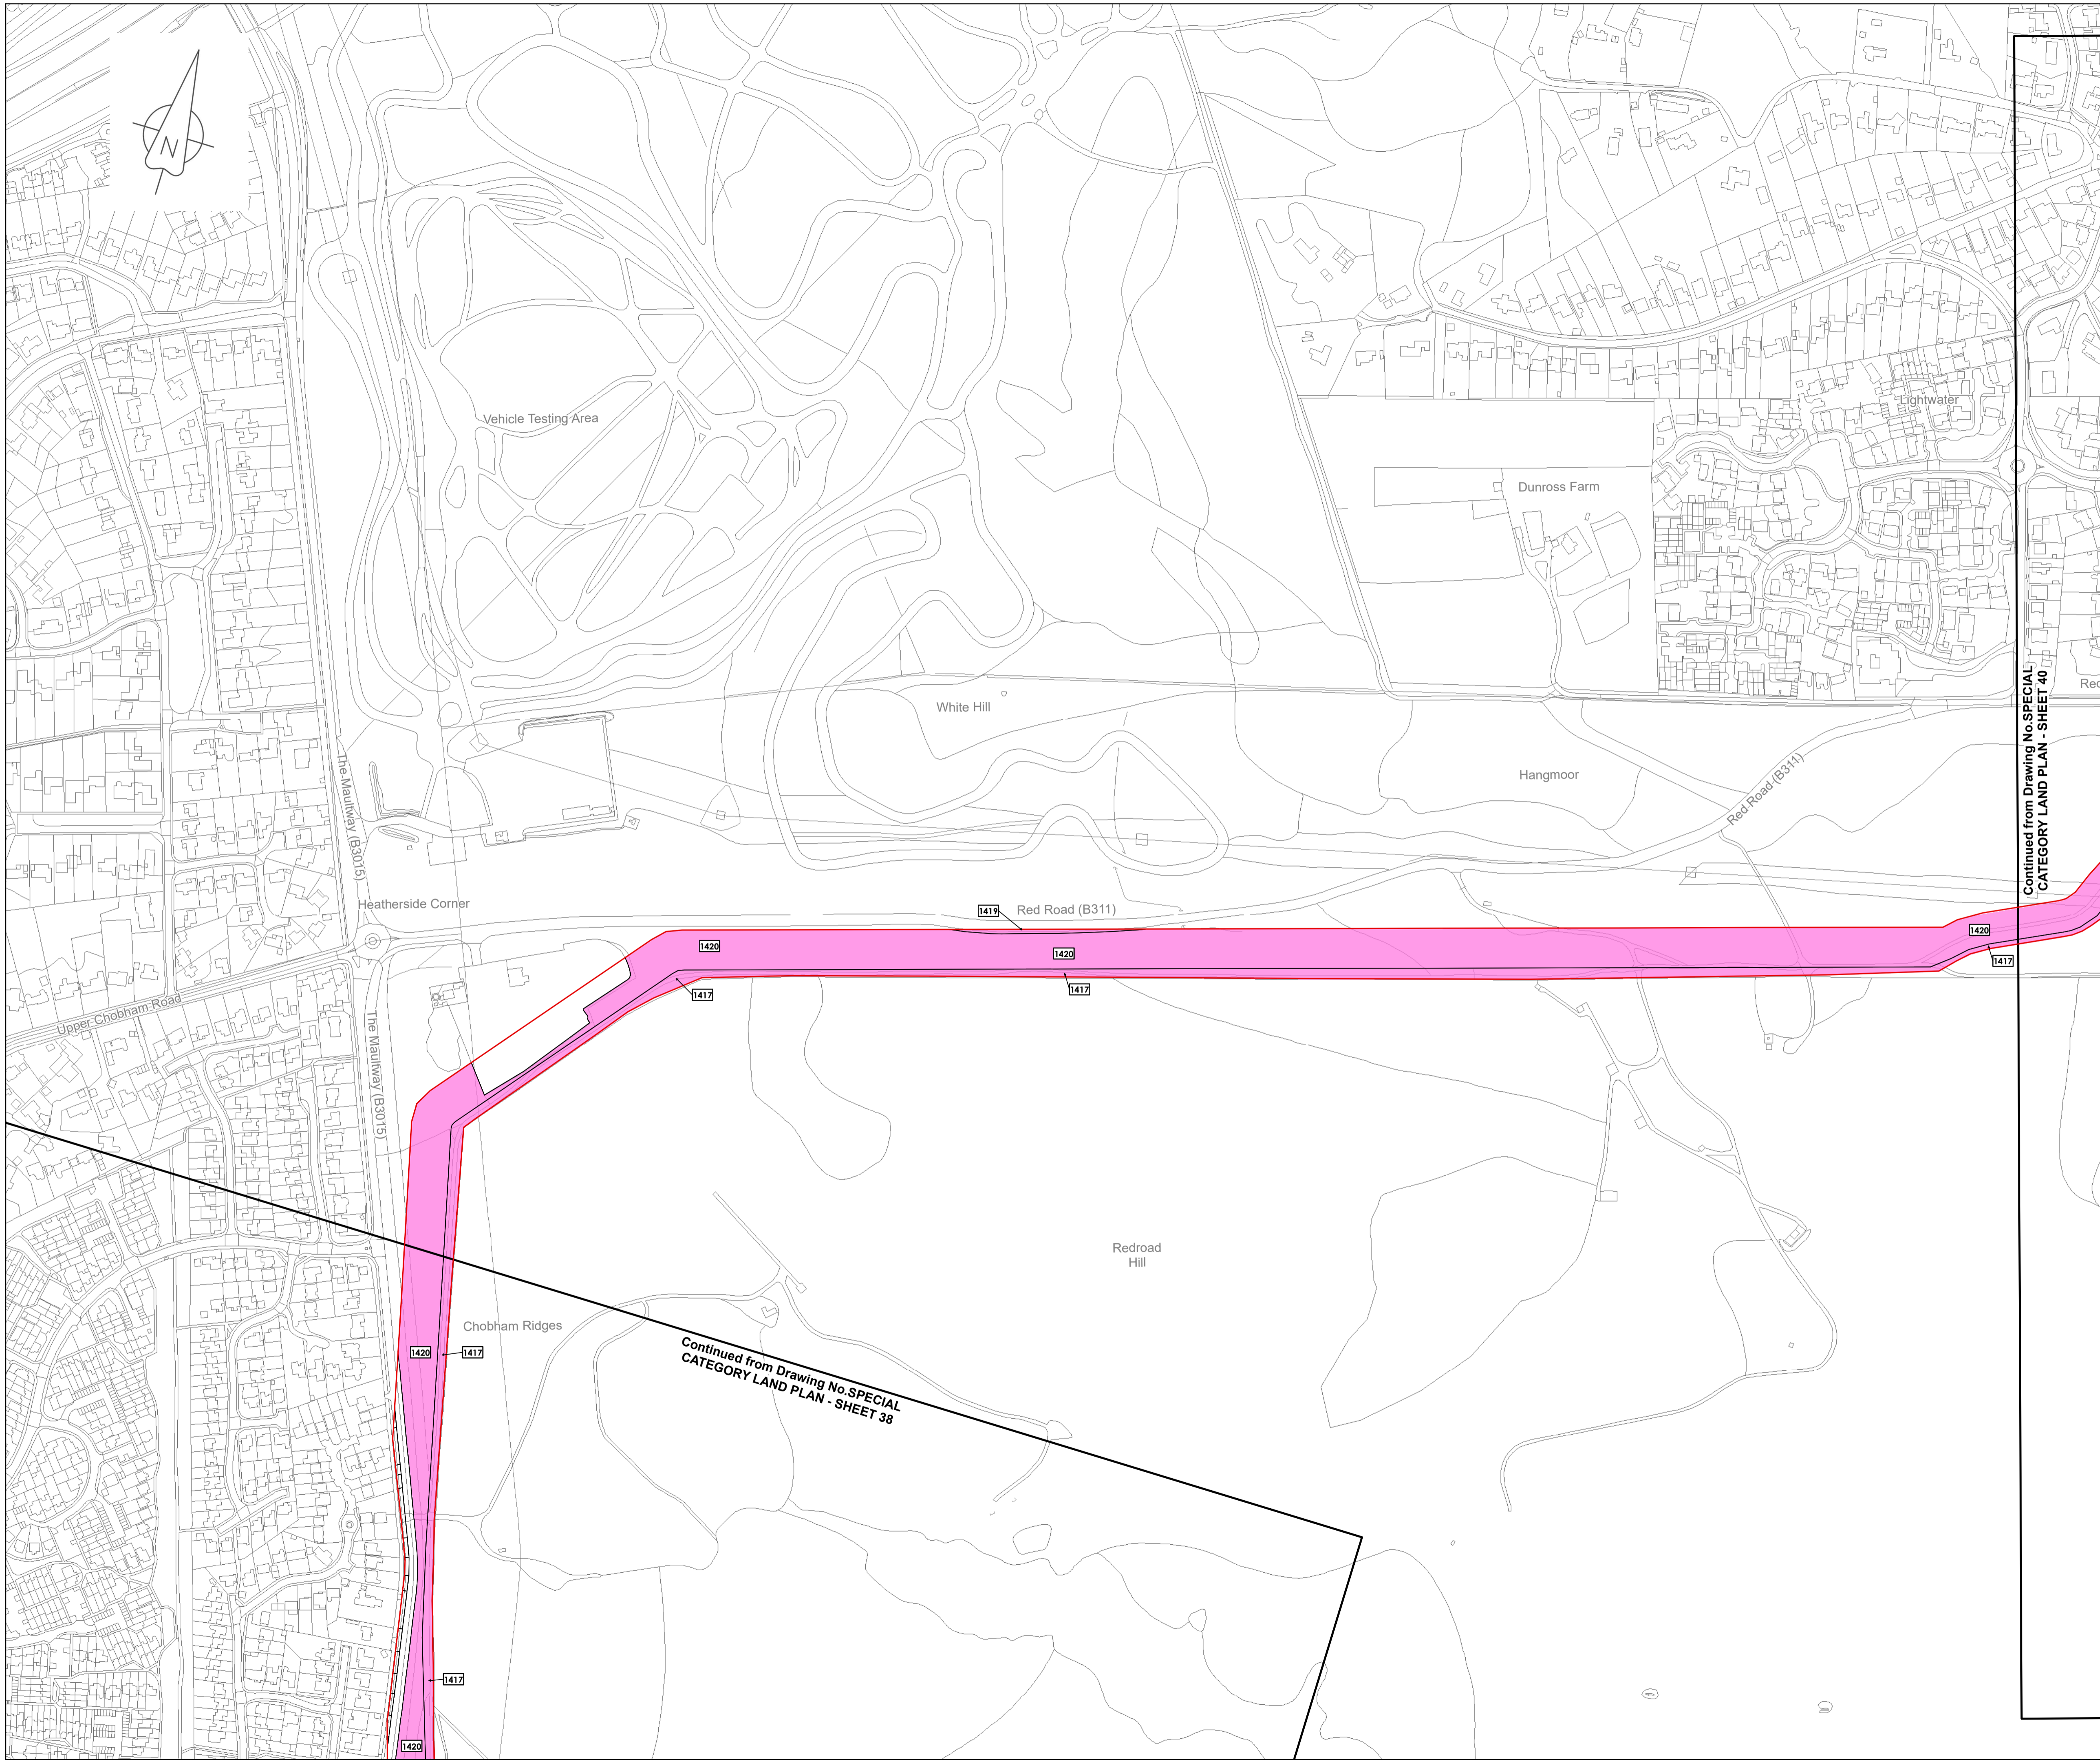 N
Vehicle Testing Area
Lightwater
Dunross Farm
White Hill
Hangmoor
Red Road (B311)
Continued from Drawing No.SPECIAL
CATEGORY LAND PLAN - SHEET 40
The Maultway (B3015)
Heatherside Corner
1419
Red Road (B311)
1420
1420
1420
1417
1417
1417
Upper Chobham Road
The Maultway (B3015)
Redroad
Hill
Chobham Ridges
1420
1417
Continued from Drawing No.SPECIAL
CATEGORY LAND PLAN - SHEET 38
1417
1420